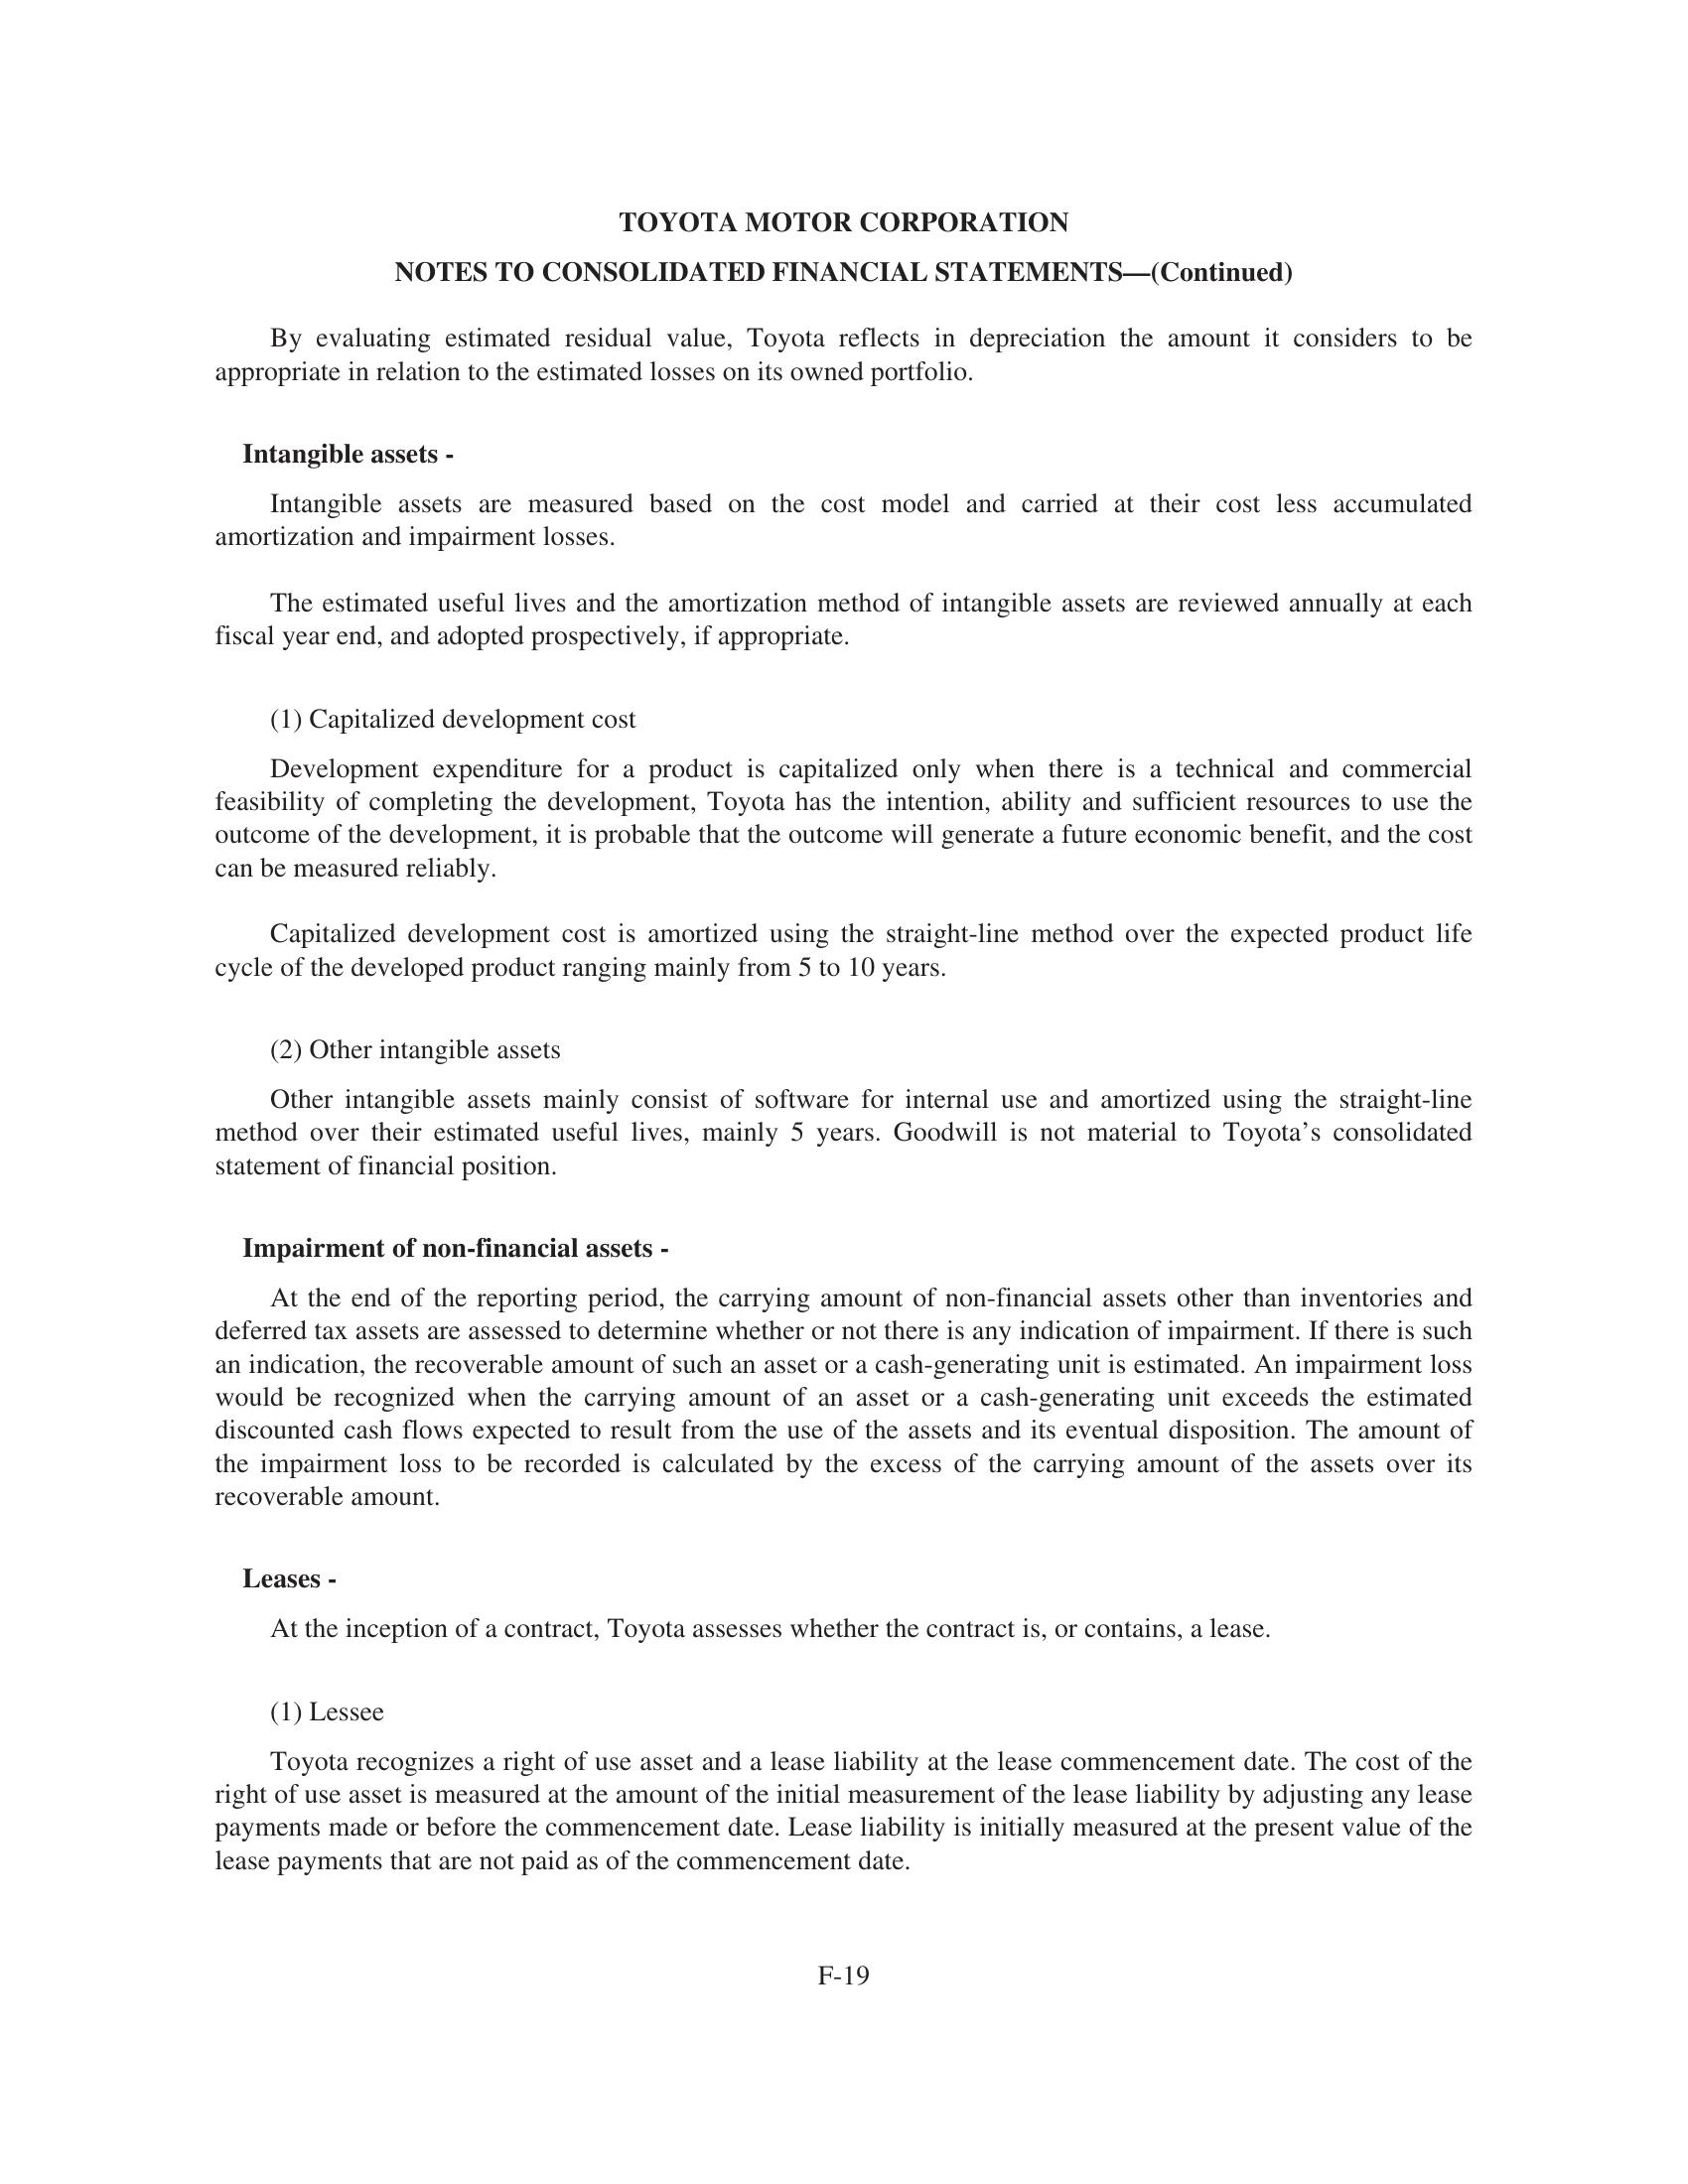 TOYOTA MOTOR CORPORATION
NOTES TO CONSOLIDATED FINANCIAL STATEMENTS—(Continued)
By evaluating estimated residual value, Toyota reflects in depreciation the amount it considers to be
appropriate in relation to the estimated losses on its owned portfolio.
Intangible assets -
Intangible assets are measured based on the cost model and carried at their cost less accumulated
amortization and impairment losses.
The estimated useful lives and the amortization method of intangible assets are reviewed annually at each
fiscal year end, and adopted prospectively, if appropriate.
(1) Capitalized development cost
Development expenditure for a product is capitalized only when there is a technical and commercial
feasibility of completing the development, Toyota has the intention, ability and sufficient resources to use the
outcome of the development, it is probable that the outcome will generate a future economic benefit, and the cost
can be measured reliably.
Capitalized development cost is amortized using the straight-line method over the expected product life
cycle of the developed product ranging mainly from 5 to 10 years.
(2) Other intangible assets
Other intangible assets mainly consist of software for internal use and amortized using the straight-line
method over their estimated useful lives, mainly 5 years. Goodwill is not material to Toyota’s consolidated
statement of financial position.
Impairment of non-financial assets -
At the end of the reporting period, the carrying amount of non-financial assets other than inventories and
deferred tax assets are assessed to determine whether or not there is any indication of impairment. If there is such
an indication, the recoverable amount of such an asset or a cash-generating unit is estimated. An impairment loss
would be recognized when the carrying amount of an asset or a cash-generating unit exceeds the estimated
discounted cash flows expected to result from the use of the assets and its eventual disposition. The amount of
the impairment loss to be recorded is calculated by the excess of the carrying amount of the assets over its
recoverable amount.
Leases -
At the inception of a contract, Toyota assesses whether the contract is, or contains, a lease.
(1) Lessee
Toyota recognizes a right of use asset and a lease liability at the lease commencement date. The cost of the
right of use asset is measured at the amount of the initial measurement of the lease liability by adjusting any lease
payments made or before the commencement date. Lease liability is initially measured at the present value of the
lease payments that are not paid as of the commencement date.
F-19